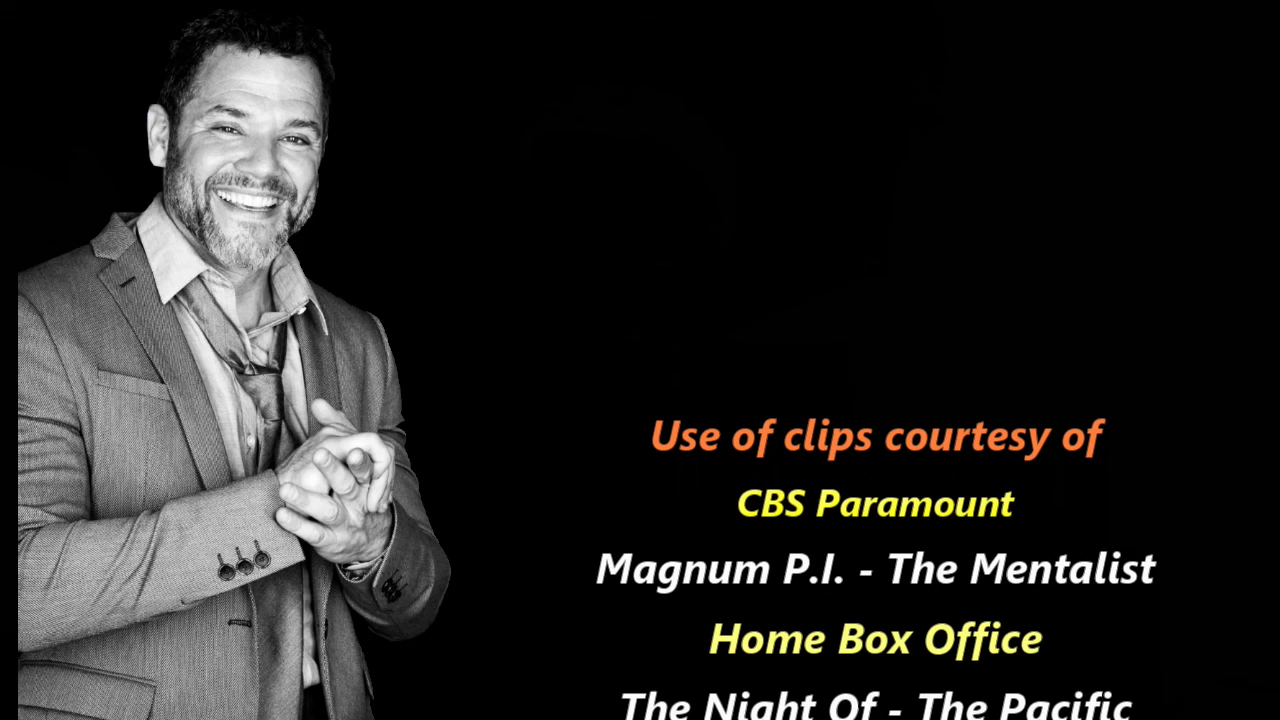 Use of clips courtesy of
CBS Paramount
Magnum P.I. - The Mentalist
Home Box Office
The Night Of - The Pacific